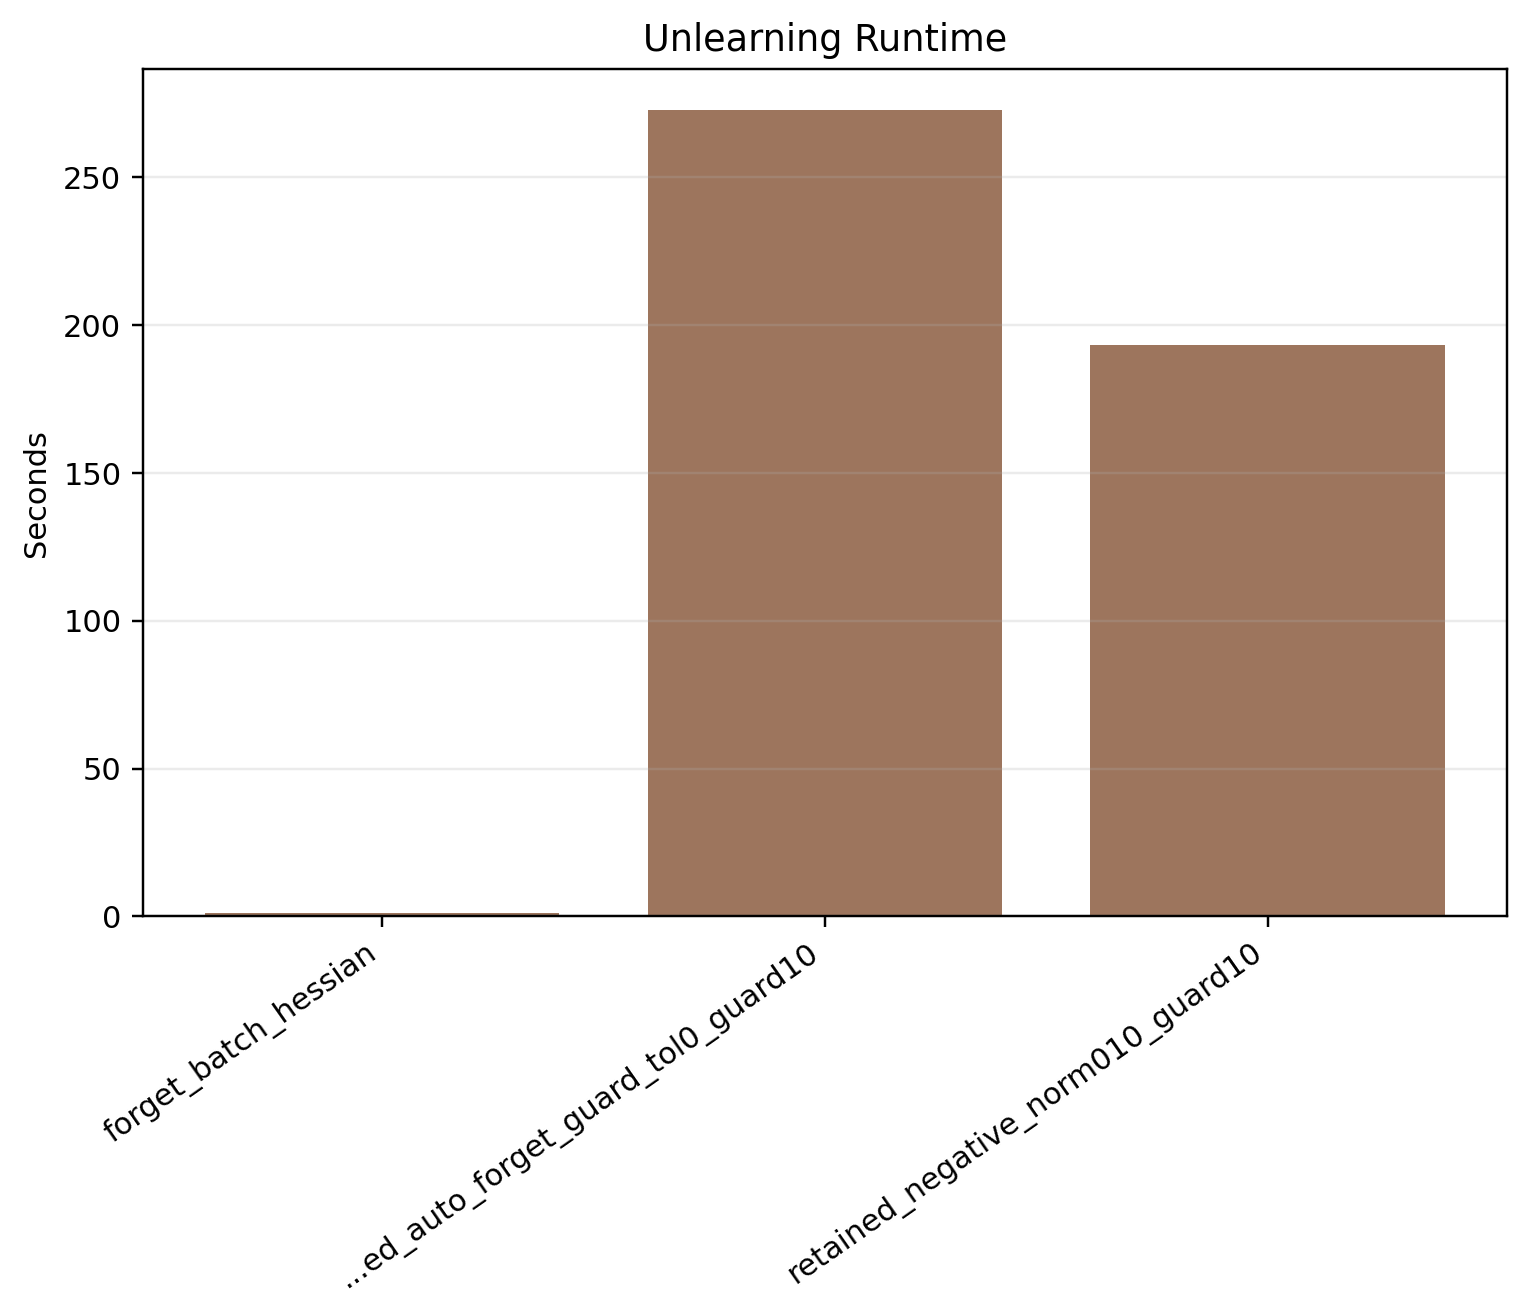 Unlearning Runtime
Seconds
250
200
150
100
50
0
forget_batch_hessian
...ed_auto_forget_guard_tol0_guard10
retained_negative_norm010_guard10